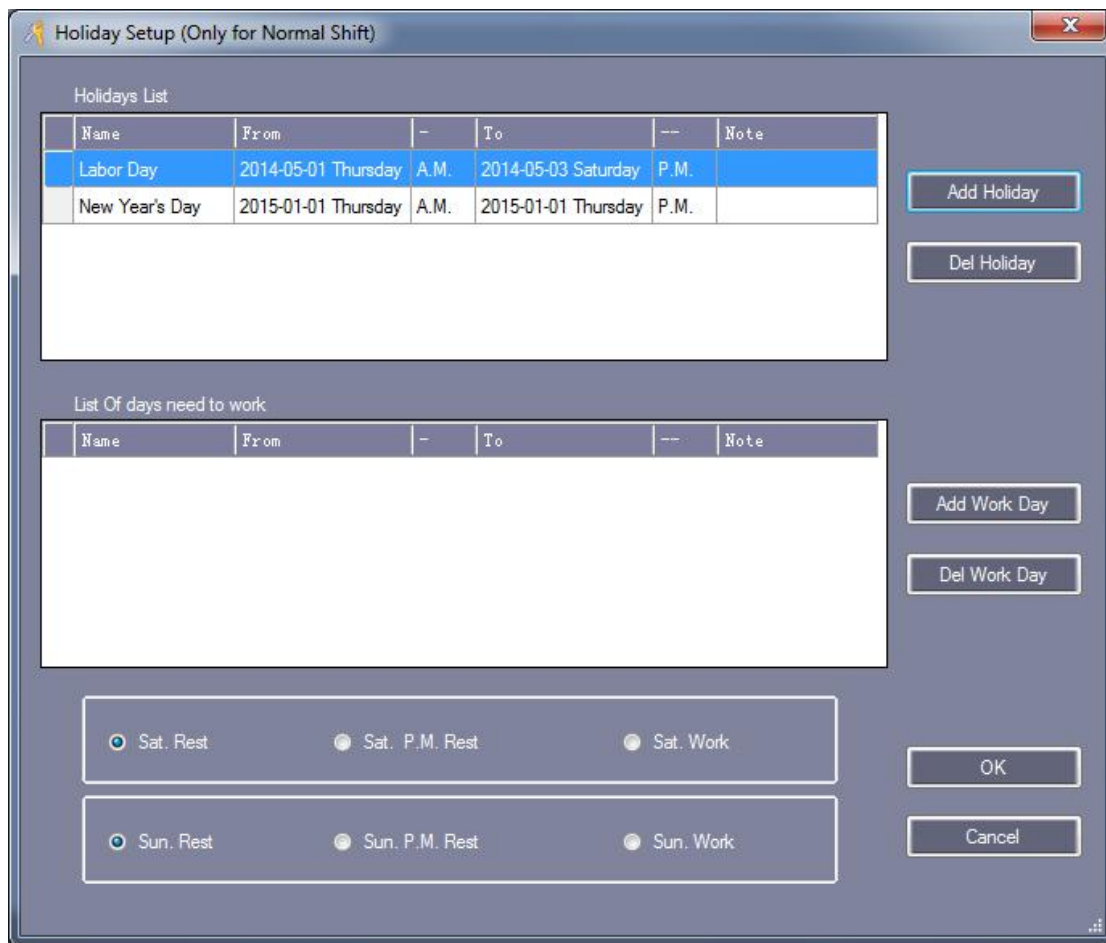 Holiday Setup (Only for Normal Shift)
Holidays List
Name From - To -- Note
Labor Day 2014-05-01 Thursday A.M. 2014-05-03 Saturday P.M.
New Year's Day 2015-01-01 Thursday A.M. 2015-01-01 Thursday P.M.
Add Holiday
Del Holiday
List Of days need to work
Name From - To -- Note
Add Work Day
Del Work Day
Sat. Rest Sat. P.M. Rest Sat. Work
OK
Sun. Rest Sun. P.M. Rest Sun. Work
Cancel